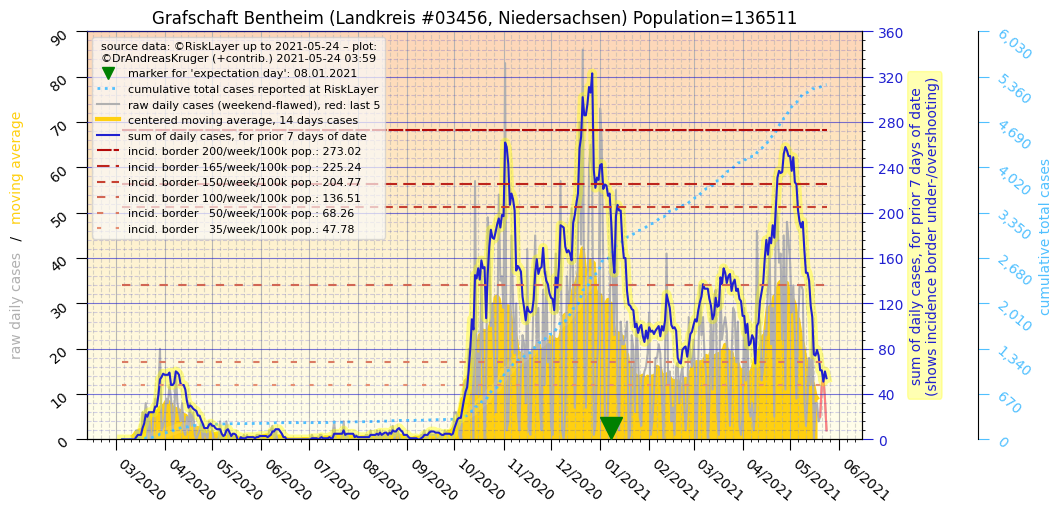 Grafschaft Bentheim (Landkreis #03456, Niedersachsen) Population=136511
source data: ©RiskLayer up to 2021-05-24 – plot:
©DrAndreasKruger (+contrib.) 2021-05-24 03:59
marker for 'expectation day': 08.01.2021
cumulative total cases reported at RiskLayer
raw daily cases (weekend-flawed), red: last 5
centered moving average, 14 days cases
sum of daily cases, for prior 7 days of date
incid. border 200/week/100k pop.: 273.02
incid. border 165/week/100k pop.: 225.24
incid. border 150/week/100k pop.: 204.77
incid. border 100/week/100k pop.: 136.51
incid. border   50/week/100k pop.: 68.26
incid. border   35/week/100k pop.: 47.78
raw daily cases / moving average
90
80
70
60
50
40
30
20
10
0
03/2020
04/2020
05/2020
06/2020
07/2020
08/2020
09/2020
10/2020
11/2020
12/2020
01/2021
02/2021
03/2021
04/2021
05/2021
06/2021
360
320
280
240
200
160
120
80
40
0
sum of daily cases, for prior 7 days of date
(shows incidence border under-/overshooting)
6,030
5,360
4,690
4,020
3,350
2,680
2,010
1,340
670
0
cumulative total cases